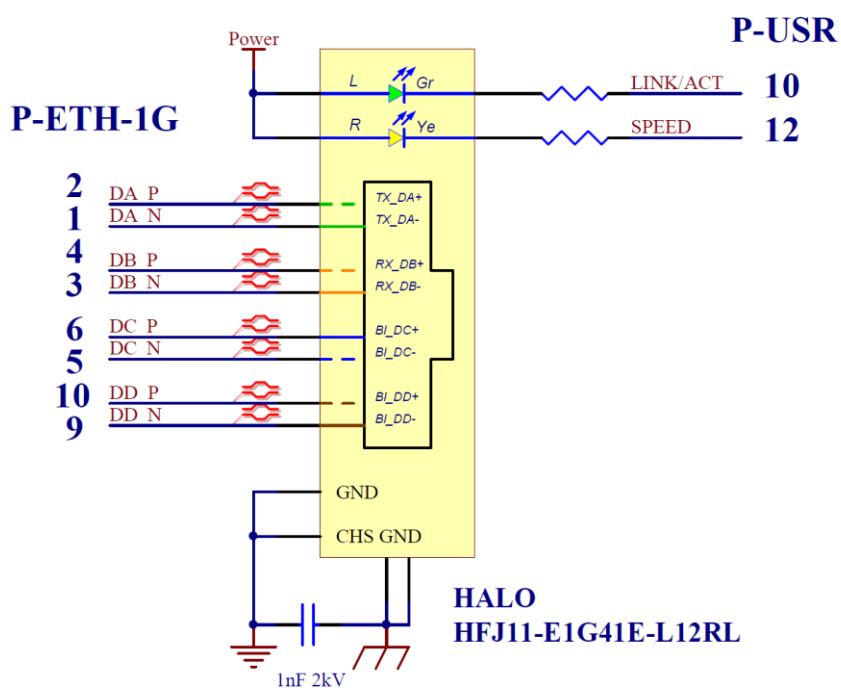 Power
P-USR
L Gr LINK/ACT 10
R Ye SPEED 12
P-ETH-1G
2 DA_P TX_DA+
1 DA_N TX_DA-
4 DB_P RX_DB+
3 DB_N RX_DB-
6 DC_P BI_DC+
5 DC_N BI_DC-
10 DD_P BI_DD+
9 DD_N BI_DD-
GND
CHS GND
HALO
HFJ11-E1G41E-L12RL
1nF 2kV